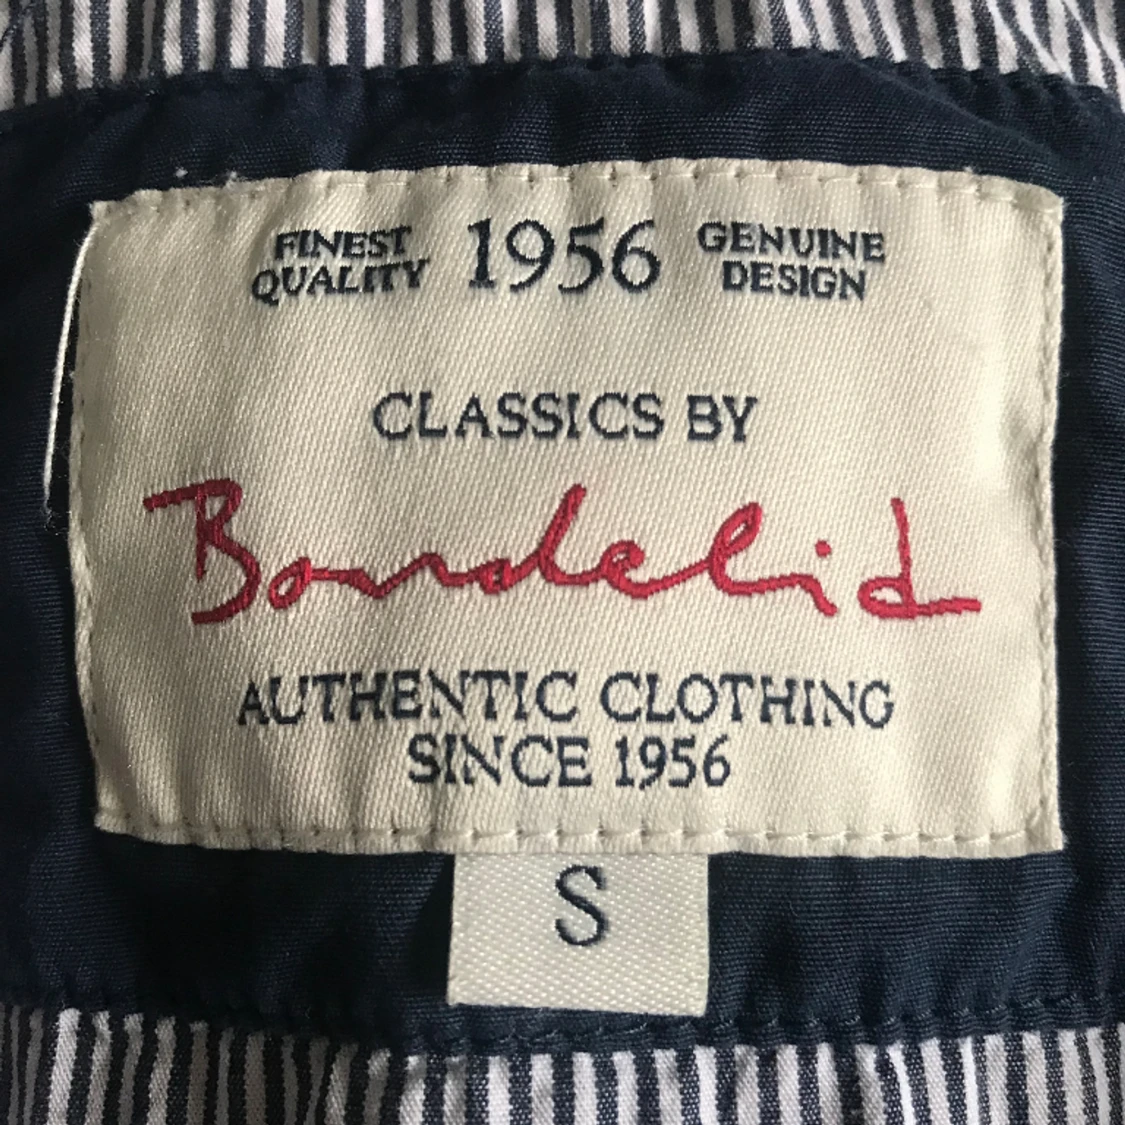 FINEST QUALITY 1956 GENUINE DESIGN
CLASSICS BY
Bondelid
AUTHENTIC CLOTHING
SINCE 1956
S